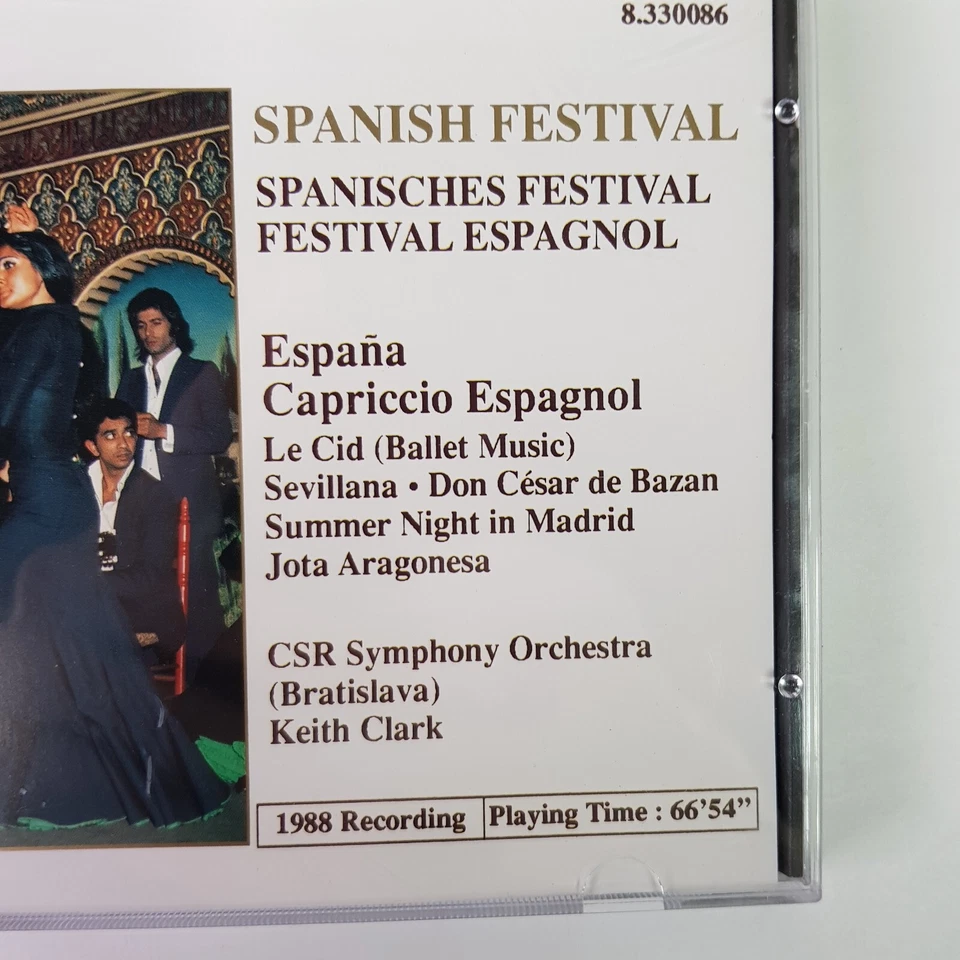 8.330086
SPANISH FESTIVAL
SPANISCHES FESTIVAL
FESTIVAL ESPAGNOL
España
Capriccio Espagnol
Le Cid (Ballet Music)
Sevillana • Don César de Bazan
Summer Night in Madrid
Jota Aragonesa
CSR Symphony Orchestra
(Bratislava)
Keith Clark
1988 Recording Playing Time : 66’54”